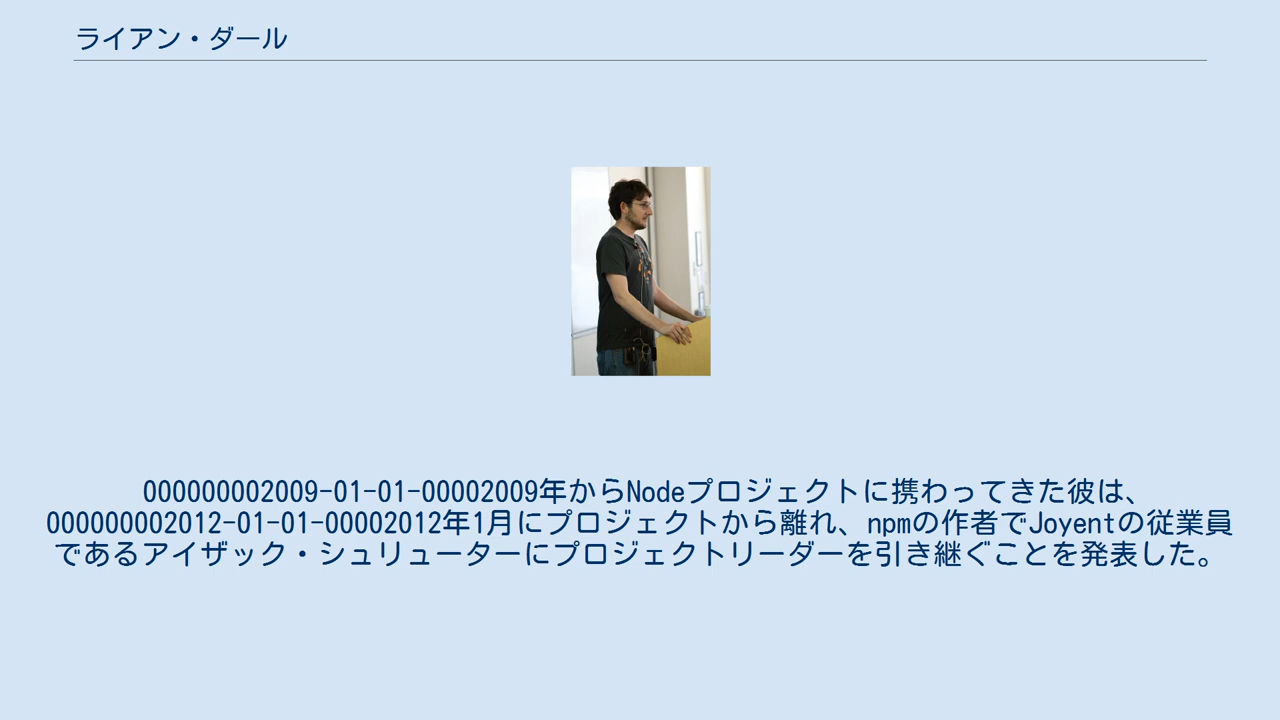 ライアン・ダール
000000002009-01-01-00002009年からNodeプロジェクトに携わってきた彼は、
000000002012-01-01-00002012年1月にプロジェクトから離れ、npmの作者でJoyentの従業員
であるアイザック・シュリューターにプロジェクトリーダーを引き継ぐことを発表した。